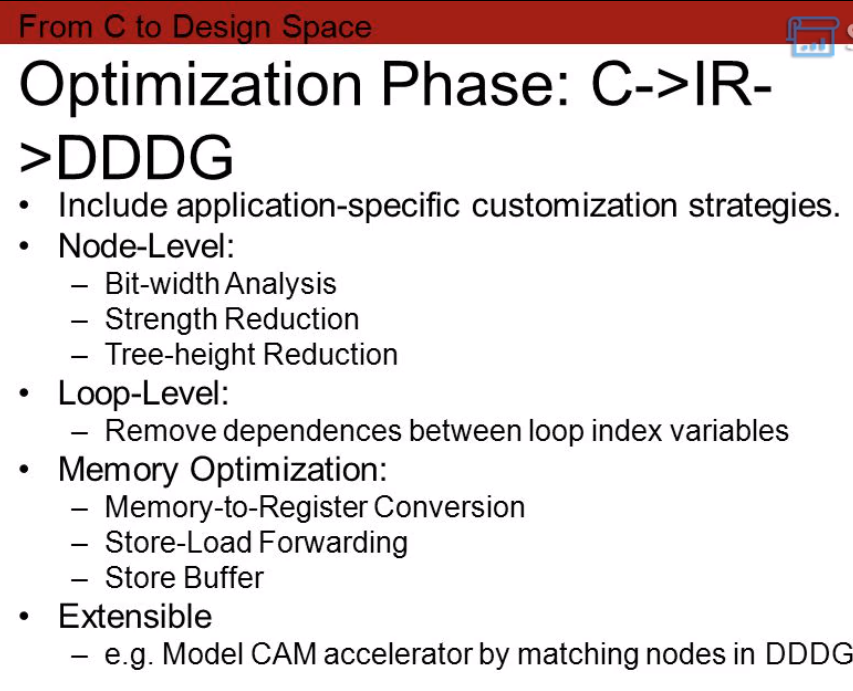 From C to Design Space
Optimization Phase: C->IR-
>DDDG
• Include application-specific customization strategies.
• Node-Level:
– Bit-width Analysis
– Strength Reduction
– Tree-height Reduction
• Loop-Level:
– Remove dependences between loop index variables
• Memory Optimization:
– Memory-to-Register Conversion
– Store-Load Forwarding
– Store Buffer
• Extensible
– e.g. Model CAM accelerator by matching nodes in DDDG